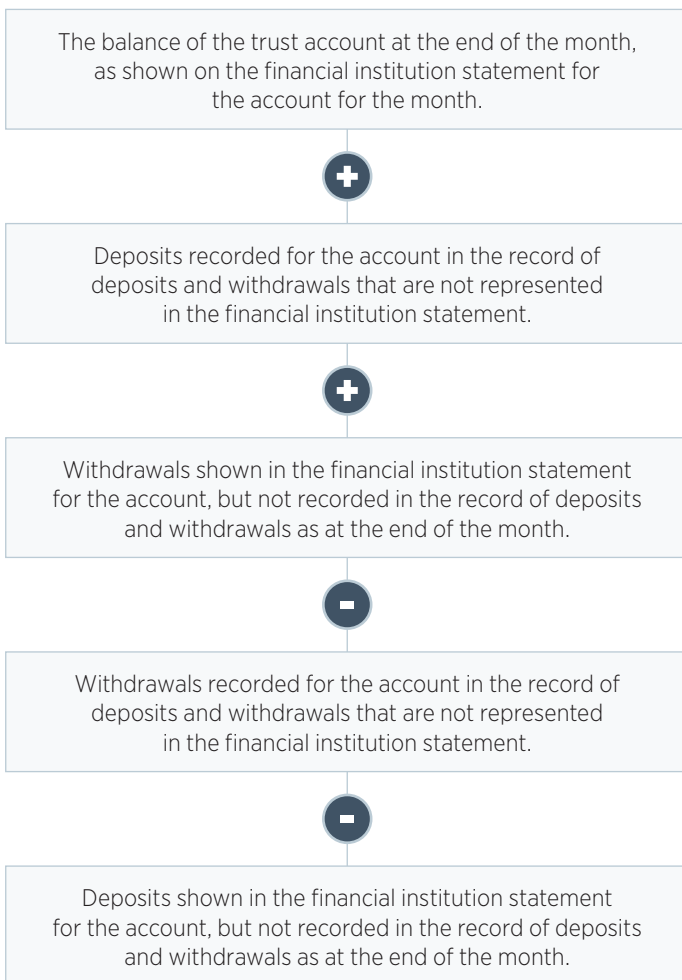 The balance of the trust account at the end of the month,
as shown on the financial institution statement for
the account for the month.
+
Deposits recorded for the account in the record of
deposits and withdrawals that are not represented
in the financial institution statement.
+
Withdrawals shown in the financial institution statement
for the account, but not recorded in the record of deposits
and withdrawals as at the end of the month.
-
Withdrawals recorded for the account in the record of
deposits and withdrawals that are not represented
in the financial institution statement.
-
Deposits shown in the financial institution statement
for the account, but not recorded in the record of deposits
and withdrawals as at the end of the month.